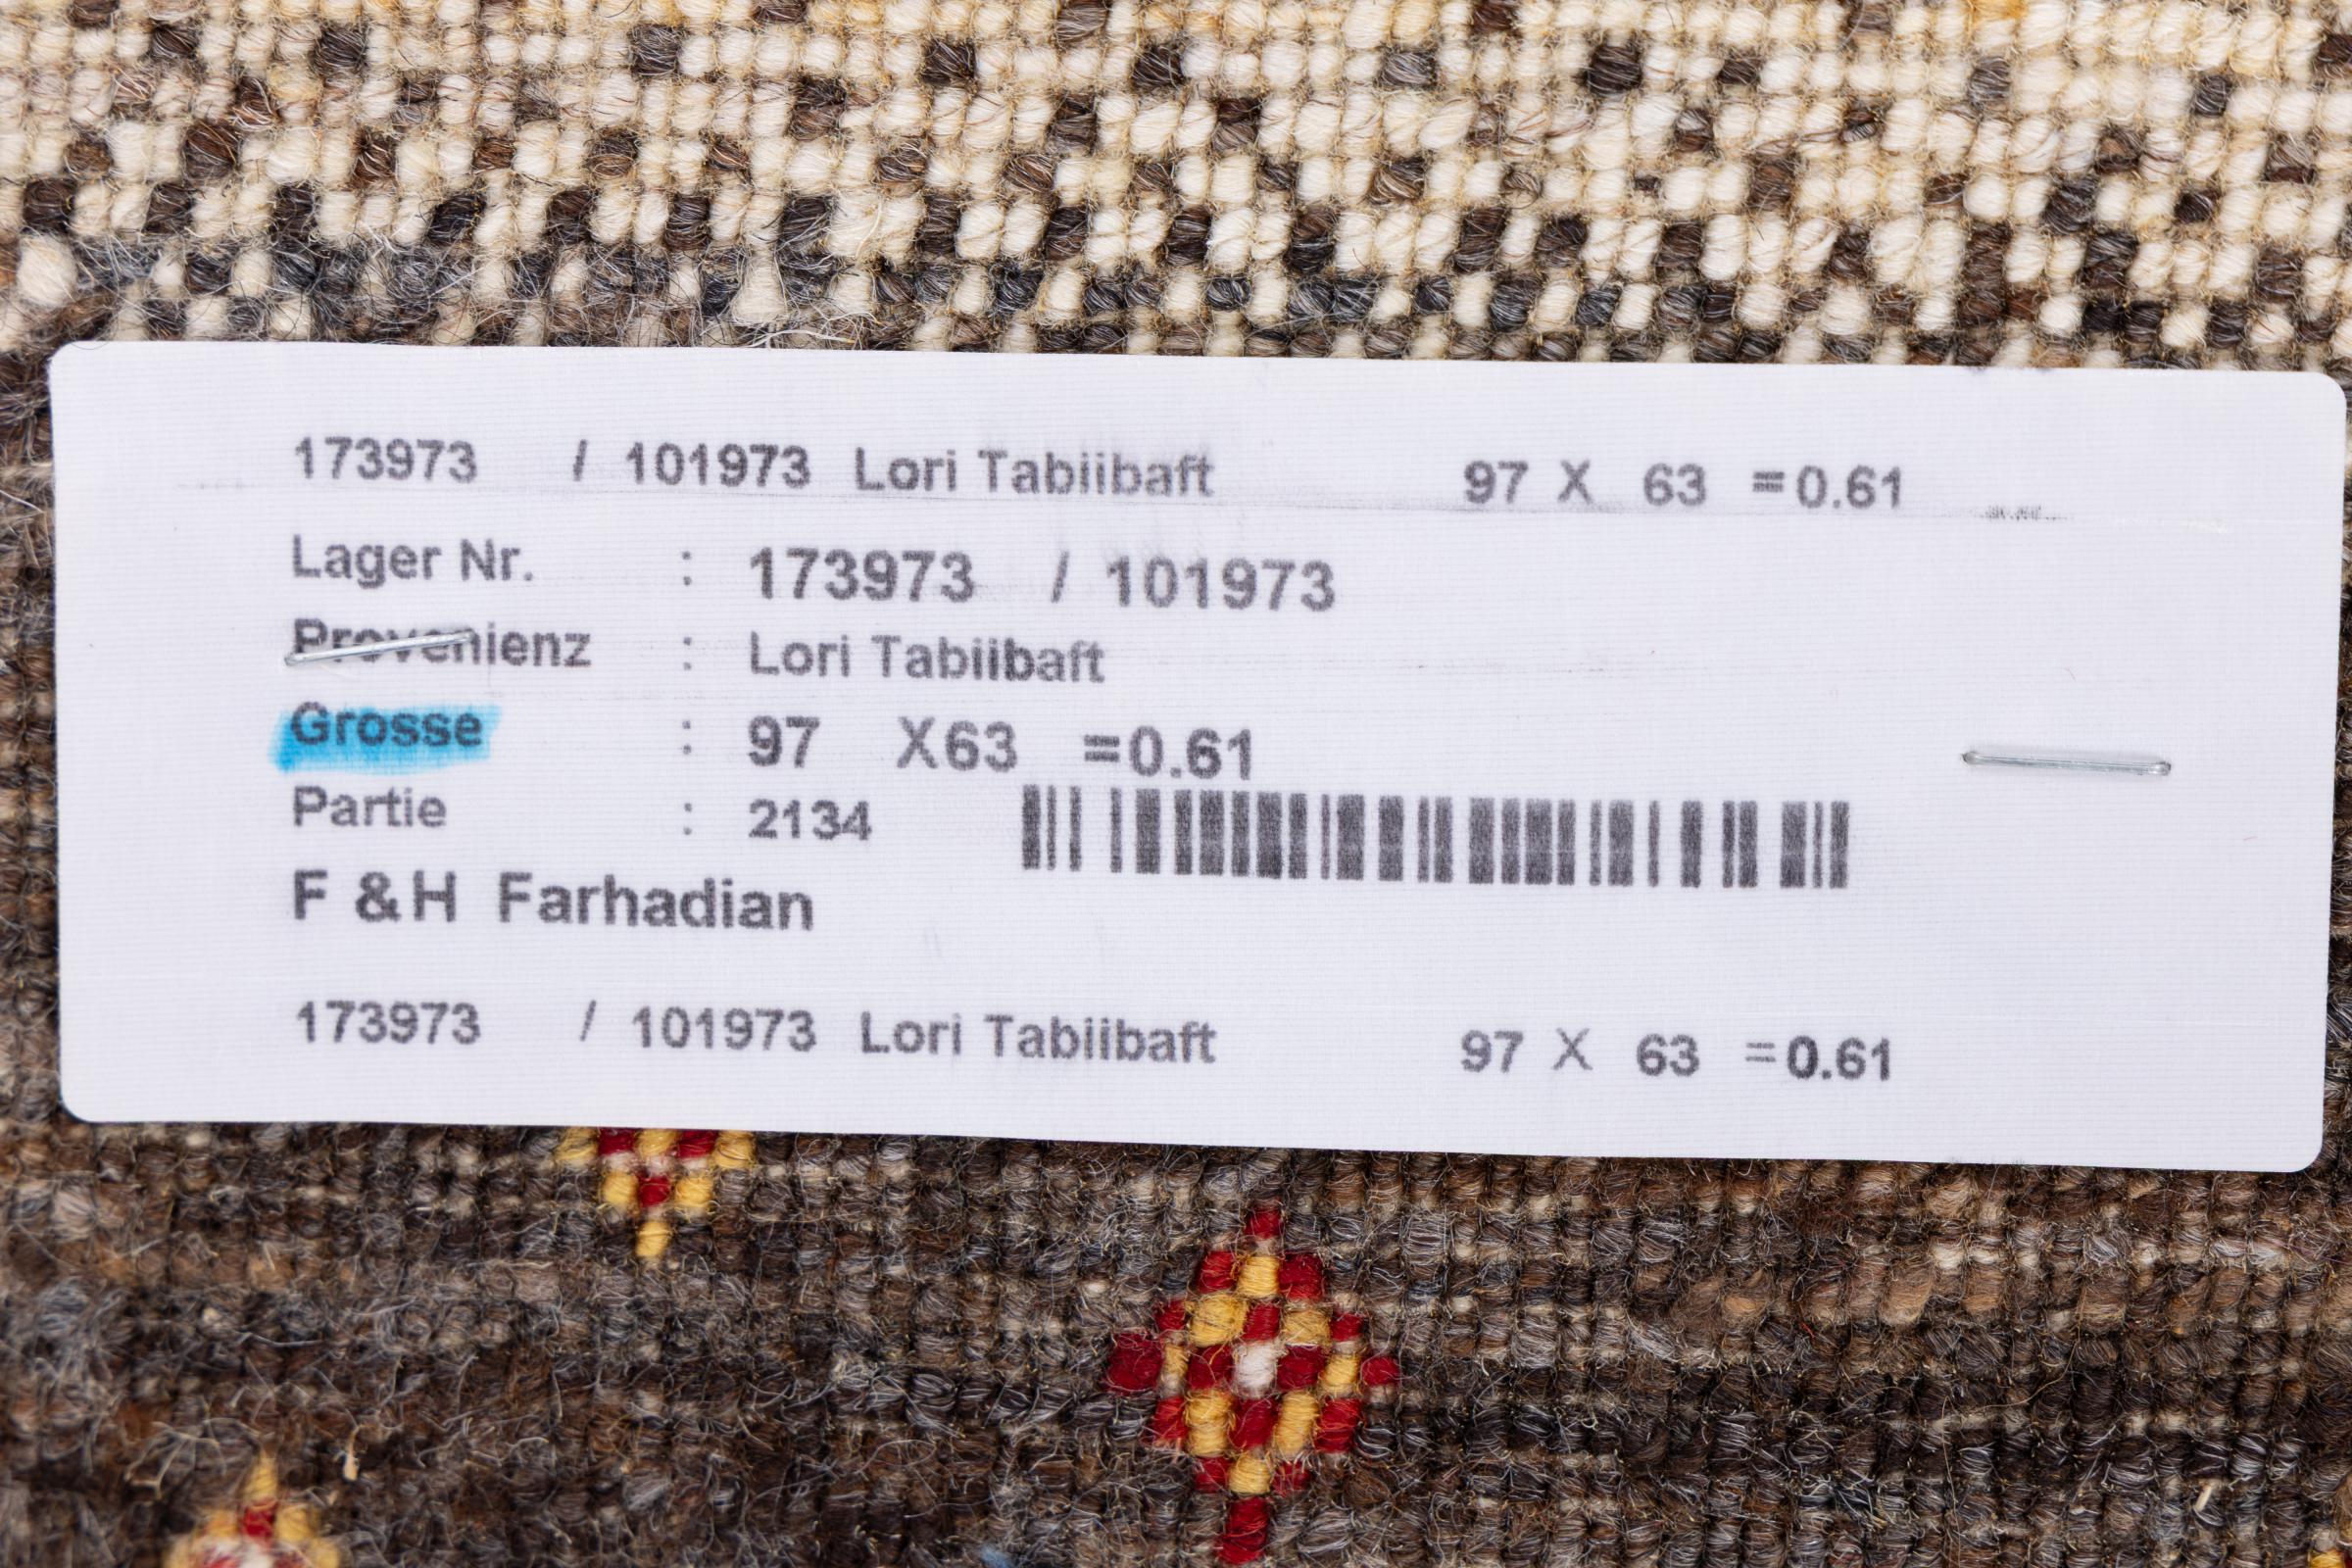 173973 / 101973 Lori Tabiibaft 97 X 63 =0.61
Lager Nr. : 173973 / 101973
Provenienz : Lori Tabiibaft
Grosse : 97 X63 =0.61
Partie : 2134
F &H Farhadian
173973 / 101973 Lori Tabiibaft 97 X 63 =0.61